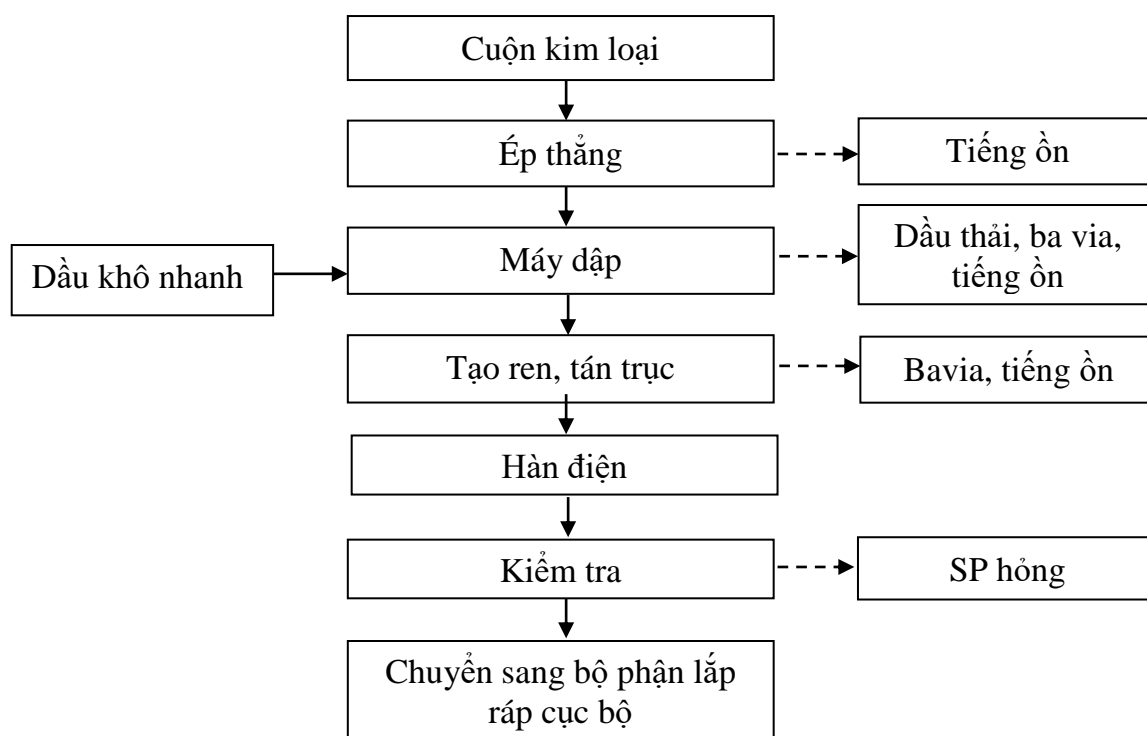 Cuộn kim loại
Ép thẳng
Tiếng ồn
Dầu khô nhanh
Máy dập
Dầu thải, ba via,
tiếng ồn
Tạo ren, tán trục
Bavia, tiếng ồn
Hàn điện
Kiểm tra
SP hỏng
Chuyển sang bộ phận lắp
ráp cục bộ